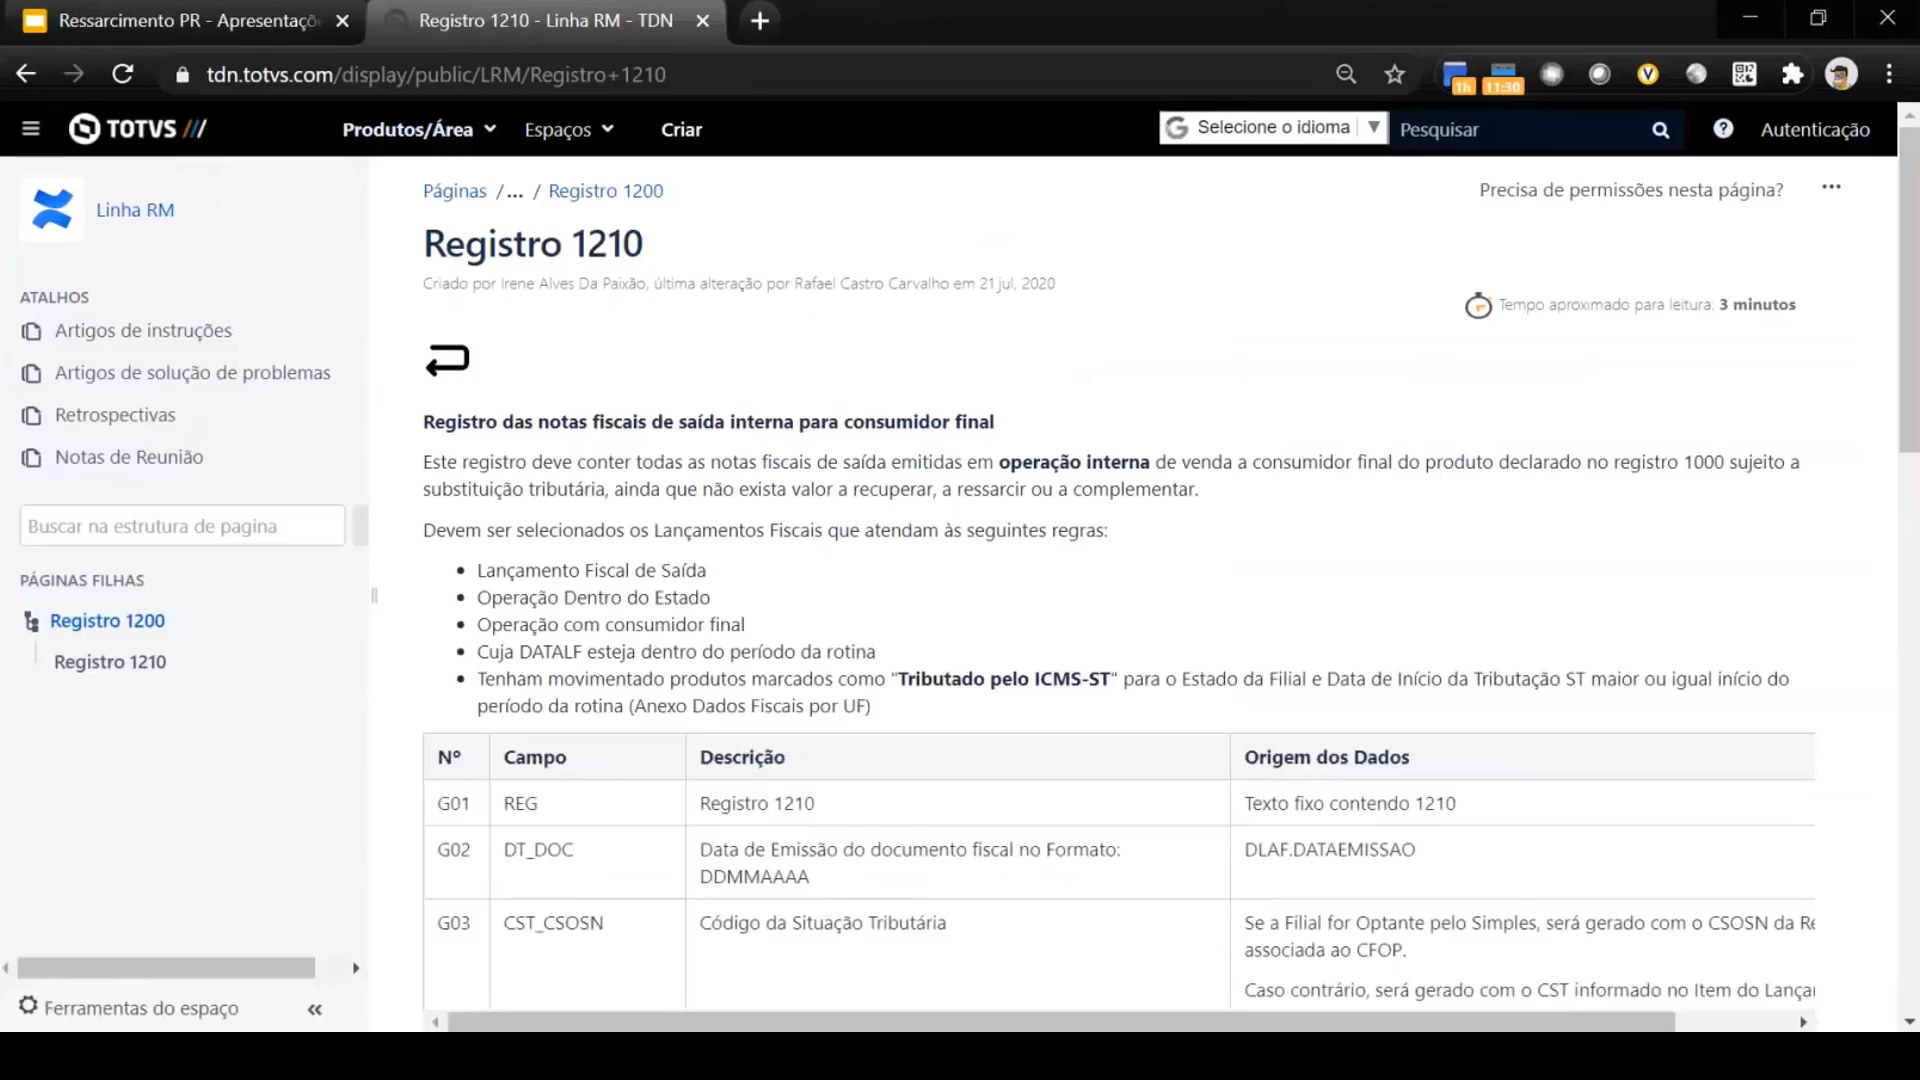 Ressarcimento PR - Apresentaçõ
Registro 1210 - Linha RM - TDN
tdn.totvs.com/display/public/LRM/Registro+1210
1h
11:30
TOTVS
Produtos/Área
Espaços
Criar
Selecione o idioma
Pesquisar
Autenticação
Linha RM
Páginas /... / Registro 1200
Precisa de permissões nesta página?
Registro 1210
Criado por Irene Alves Da Paixão, última alteração por Rafael Castro Carvalho em 21 jul, 2020
Tempo aproximado para leitura: 3 minutos
ATALHOS
Artigos de instruções
Artigos de solução de problemas
Retrospectivas
Notas de Reunião
Buscar na estrutura de pagina
PÁGINAS FILHAS
Registro 1200
Registro 1210
Ferramentas do espaço
Registro das notas fiscais de saída interna para consumidor final
Este registro deve conter todas as notas fiscais de saída emitidas em operação interna de venda a consumidor final do produto declarado no registro 1000 sujeito a
substituição tributária, ainda que não exista valor a recuperar, a ressarcir ou a complementar.
Devem ser selecionados os Lançamentos Fiscais que atendam às seguintes regras:
• Lançamento Fiscal de Saída
• Operação Dentro do Estado
• Operação com consumidor final
• Cuja DATALF esteja dentro do período da rotina
• Tenham movimentado produtos marcados como "Tributado pelo ICMS-ST" para o Estado da Filial e Data de Início da Tributação ST maior ou igual início do
período da rotina (Anexo Dados Fiscais por UF)
Nº Campo Descrição Origem dos Dados
G01 REG Registro 1210 Texto fixo contendo 1210
G02 DT_DOC Data de Emissão do documento fiscal no Formato: DLAF.DATAEMISSAO
DDMMAAAA
G03 CST_CSOSN Código da Situação Tributária Se a Filial for Optante pelo Simples, será gerado com o CSOSN da Re
associada ao CFOP.
Caso contrário, será gerado com o CST informado no Item do Lança